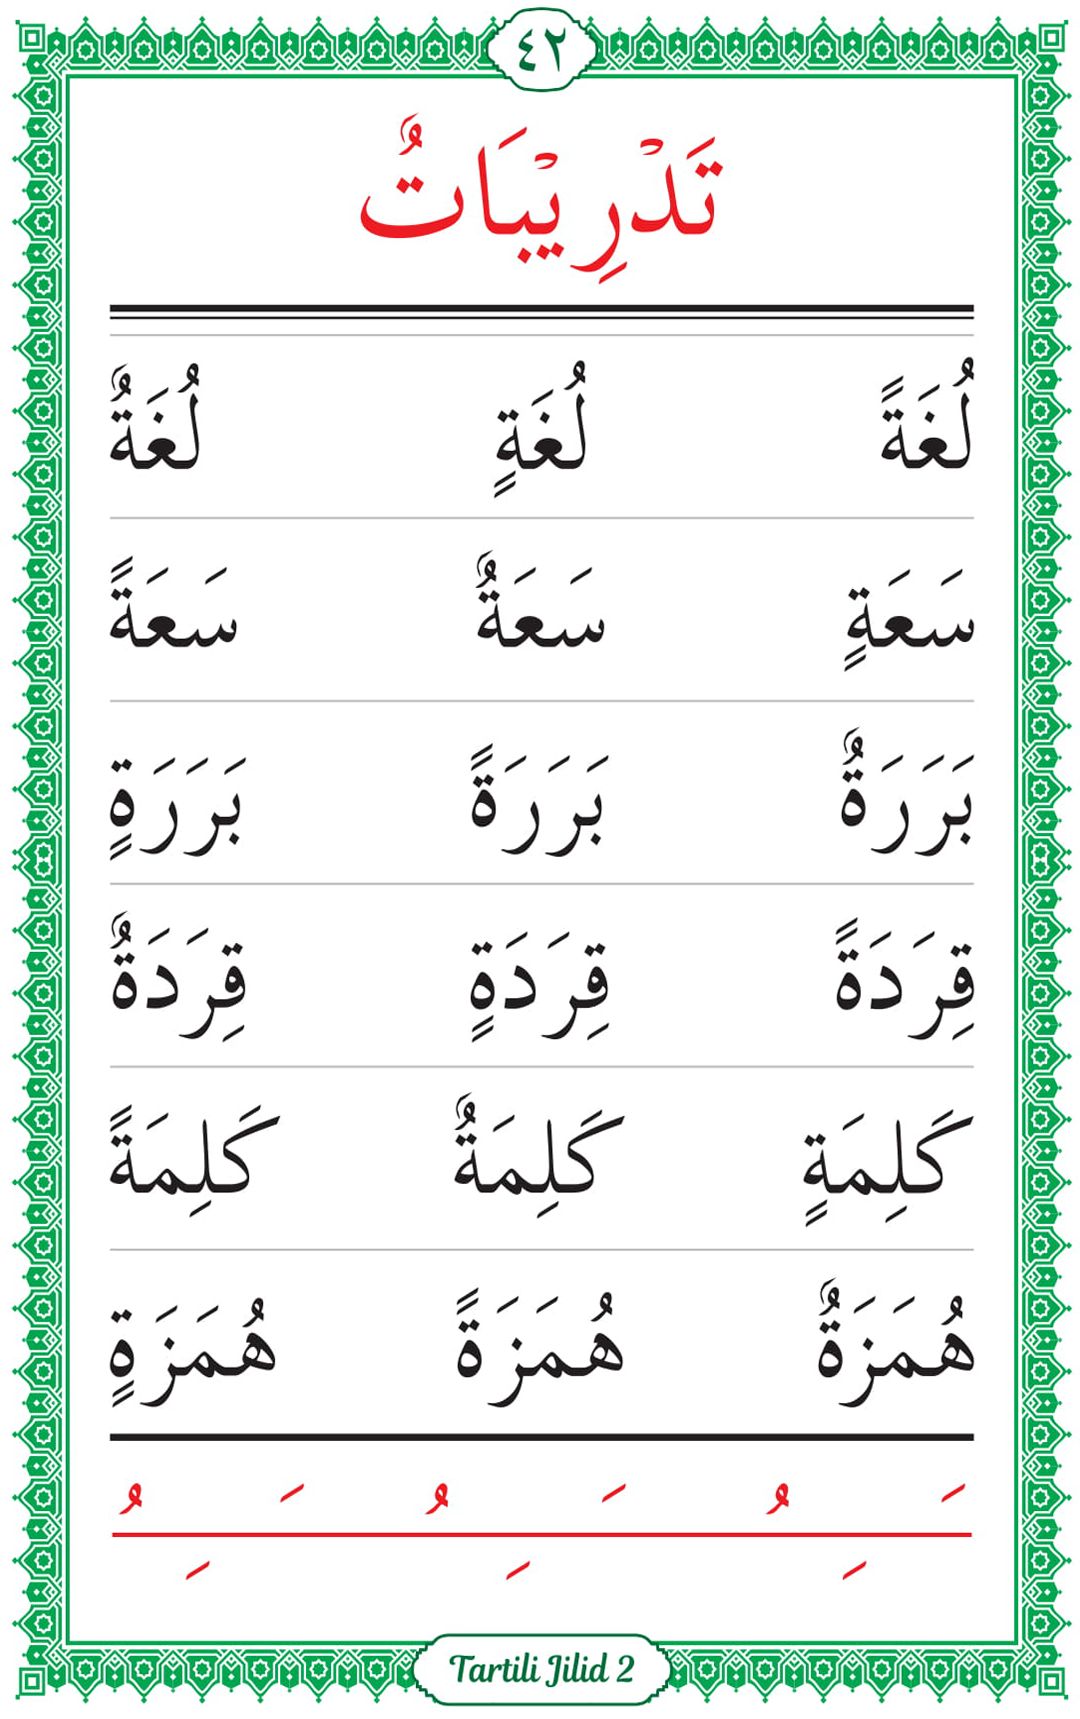 ٤٢
تَدْرِيْبَاتٌ
لُغَةً لُغَةٍ لُغَةٌ
سَعَةٍ سَعَةٌ سَعَةً
بَرَرَةٌ بَرَرَةً بَرَرَةٍ
قِرَدَةً قِرَدَةٍ قِرَدَةٌ
كَلِمَةٍ كَلِمَةٌ كَلِمَةً
هُمَزَةٌ هُمَزَةً هُمَزَةٍ
َ ِ ُ َ ِ ُ َ ِ ُ
Tartili Jilid 2